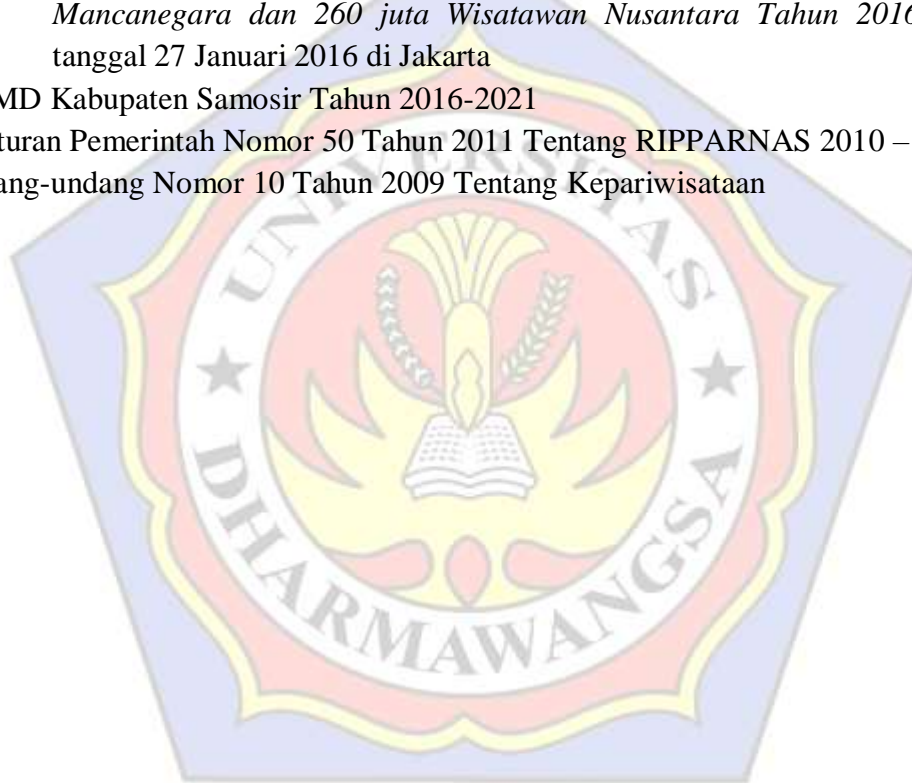 Mancanegara dan 260 juta Wisatawan Nusantara Tahun 2016
tanggal 27 Januari 2016 di Jakarta
MD Kabupaten Samosir Tahun 2016-2021
turan Pemerintah Nomor 50 Tahun 2011 Tentang RIPPARNAS 2010 –
ang-undang Nomor 10 Tahun 2009 Tentang Kepariwisataan
UNIVERSITAS
DHARMAWANGSA